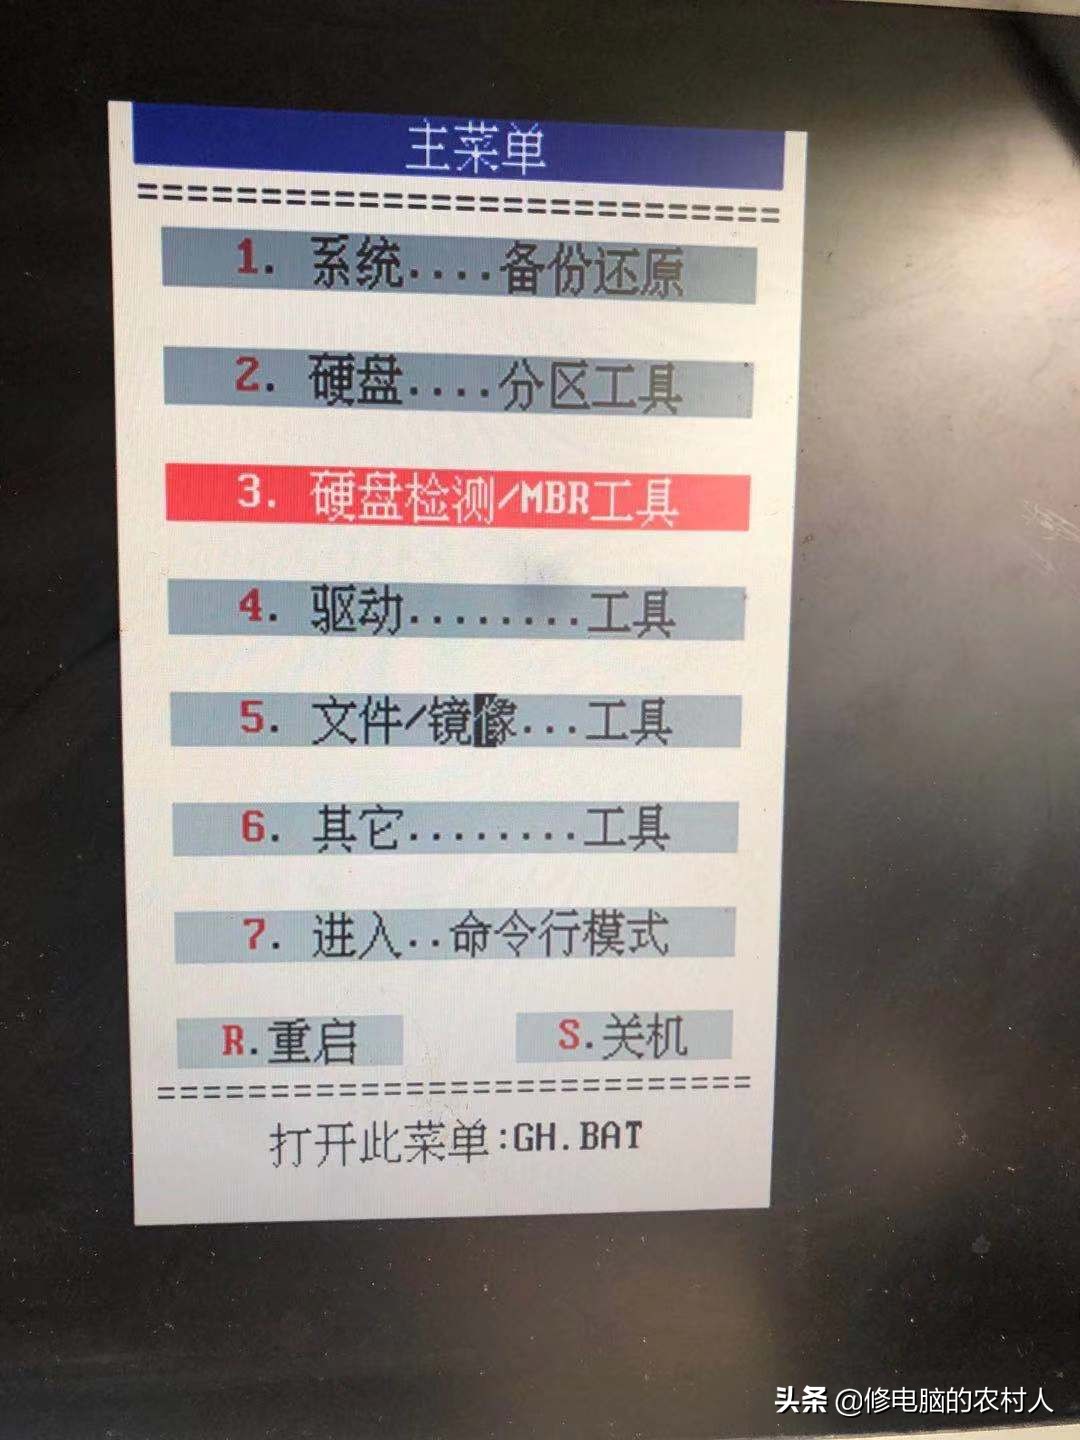 主菜单
==============================
1. 系统....备份还原
2. 硬盘....分区工具
3. 硬盘检测/MBR工具
4. 驱动.........工具
5. 文件/镜像...工具
6. 其它.........工具
7. 进入..命令行模式
R.重启 S.关机
==========================
打开此菜单:GH.BAT
头条 @修电脑的农村人